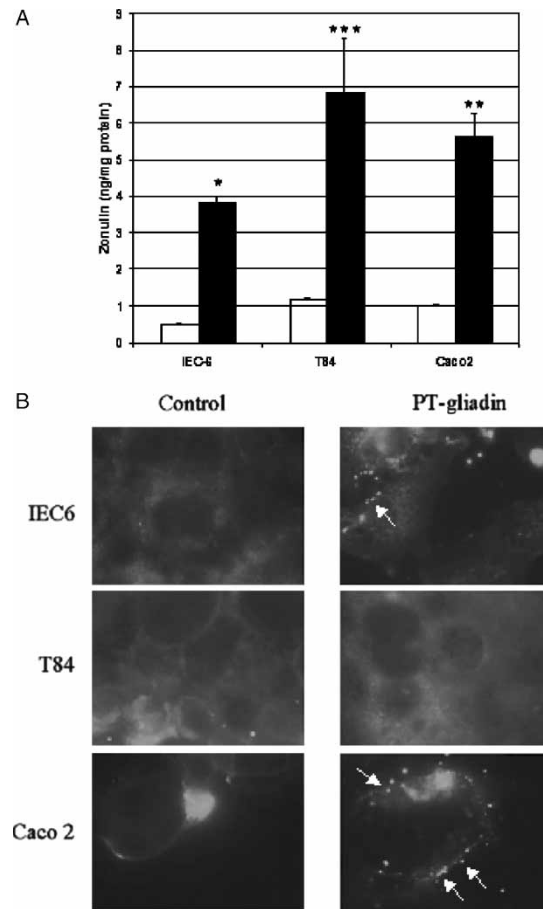 A
Zonulin (ng/mg protein)
9
8
7
6
5
4
3
2
1
0
*
***
**
IEC-6
T84
Caco2
B
Control
PT-gliadin
IEC6
T84
Caco 2